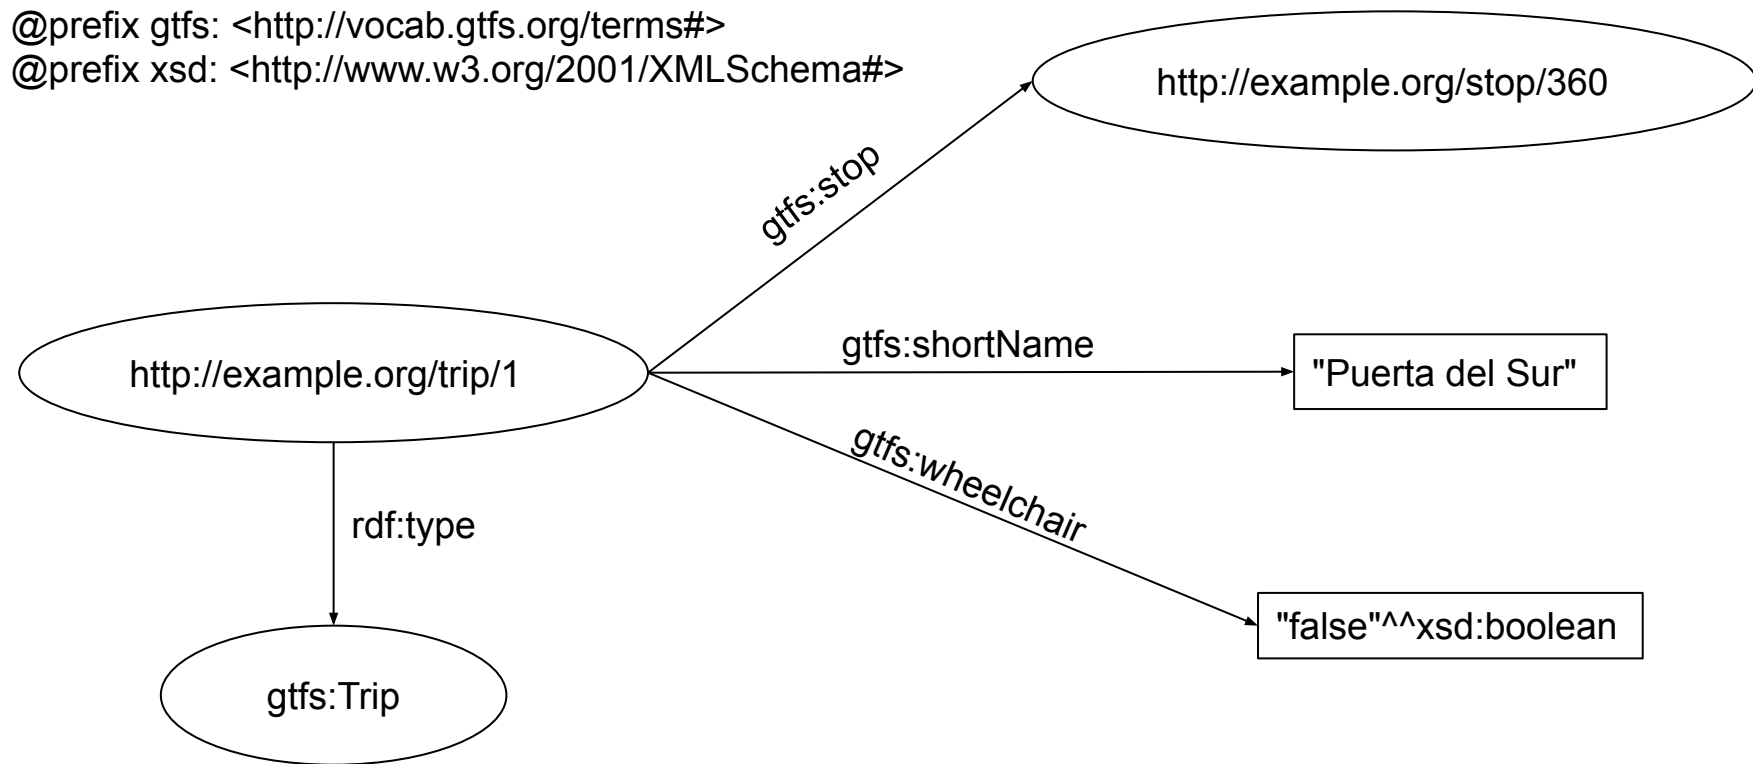 @prefix gtfs: <http://vocab.gtfs.org/terms#>
@prefix xsd: <http://www.w3.org/2001/XMLSchema#>
http://example.org/stop/360
gtfs:stop
gtfs:shortName
http://example.org/trip/1
"Puerta del Sur"
gtfs:wheelchair
rdf:type
"false"^^xsd:boolean
gtfs:Trip